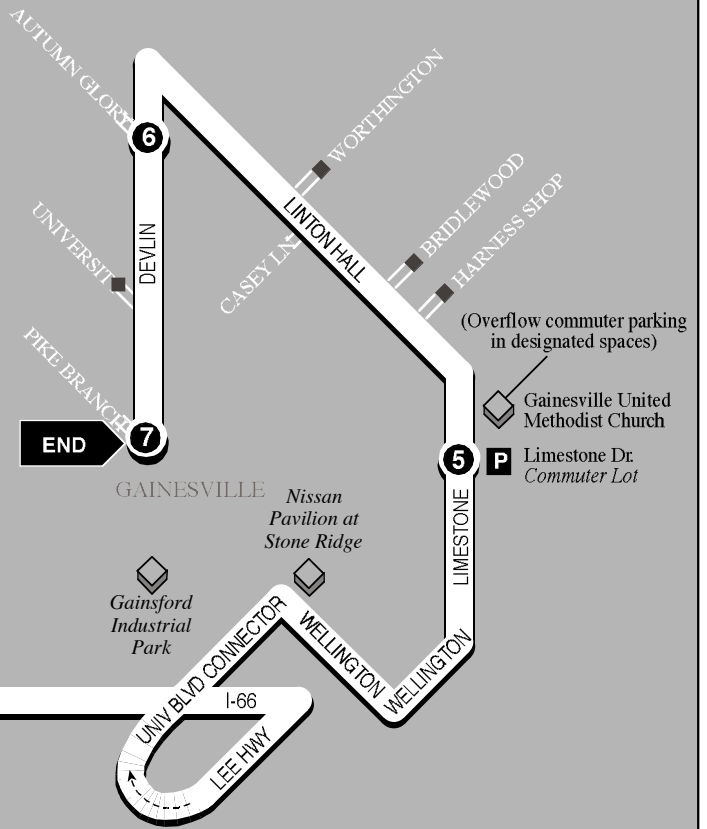 AUTUMN GLORY
6
WORTHINGTON
LINTON HALL
BRIDLEWOOD
HARNESS SHOP
UNIVERSIT
DEVLIN
CASEY LN
(Overflow commuter parking
in designated spaces)
PIKE BRANCH
Gainesville United
Methodist Church
END
7
5
P
Limestone Dr.
Commuter Lot
GAINESVILLE
Nissan
Pavilion at
Stone Ridge
LIMESTONE
Gainsford
Industrial
Park
UNIV BLVD CONNECTOR
WELLINGTON
WELLINGTON
I-66
LEE HWY